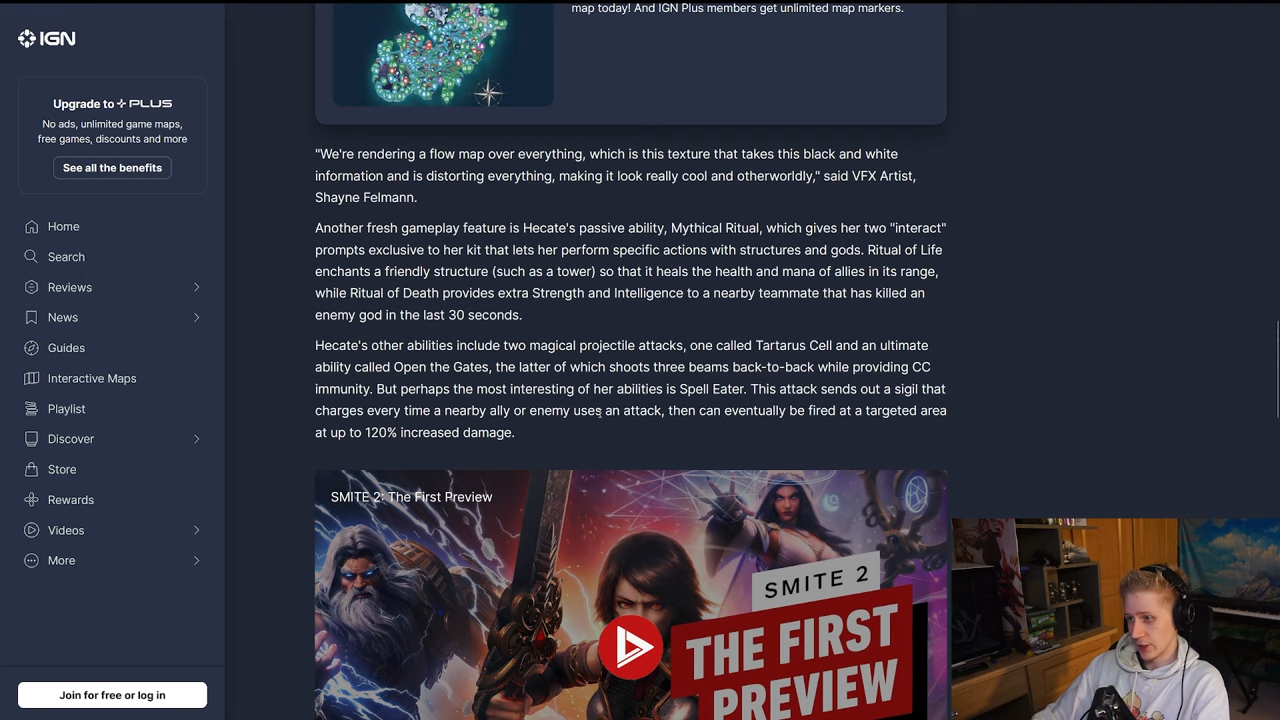 map today! And IGN Plus members get unlimited map markers.
IGN
Upgrade to PLUS
No ads, unlimited game maps,
free games, discounts and more
See all the benefits
Home
Search
Reviews
News
Guides
Interactive Maps
Playlist
Discover
Store
Rewards
Videos
More
Join for free or log in
"We're rendering a flow map over everything, which is this texture that takes this black and white
information and is distorting everything, making it look really cool and otherworldly," said VFX Artist,
Shayne Felmann.
Another fresh gameplay feature is Hecate's passive ability, Mythical Ritual, which gives her two "interact"
prompts exclusive to her kit that lets her perform specific actions with structures and gods. Ritual of Life
enchants a friendly structure (such as a tower) so that it heals the health and mana of allies in its range,
while Ritual of Death provides extra Strength and Intelligence to a nearby teammate that has killed an
enemy god in the last 30 seconds.
Hecate's other abilities include two magical projectile attacks, one called Tartarus Cell and an ultimate
ability called Open the Gates, the latter of which shoots three beams back-to-back while providing CC
immunity. But perhaps the most interesting of her abilities is Spell Eater. This attack sends out a sigil that
charges every time a nearby ally or enemy uses an attack, then can eventually be fired at a targeted area
at up to 120% increased damage.
SMITE 2: The First Preview
SMITE 2
THE FIRST
PREVIEW